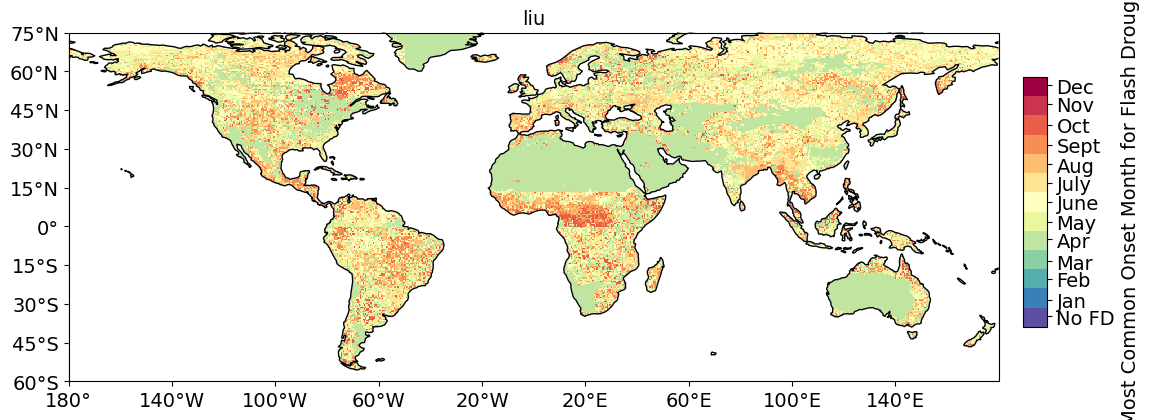 liu
75°N
60°N
45°N
30°N
15°N
0°
15°S
30°S
45°S
60°S
180°
140°W
100°W
60°W
20°W
20°E
60°E
100°E
140°E
Dec
Nov
Oct
Sept
Aug
July
June
May
Apr
Mar
Feb
Jan
No FD
Most Common Onset Month for Flash Droug